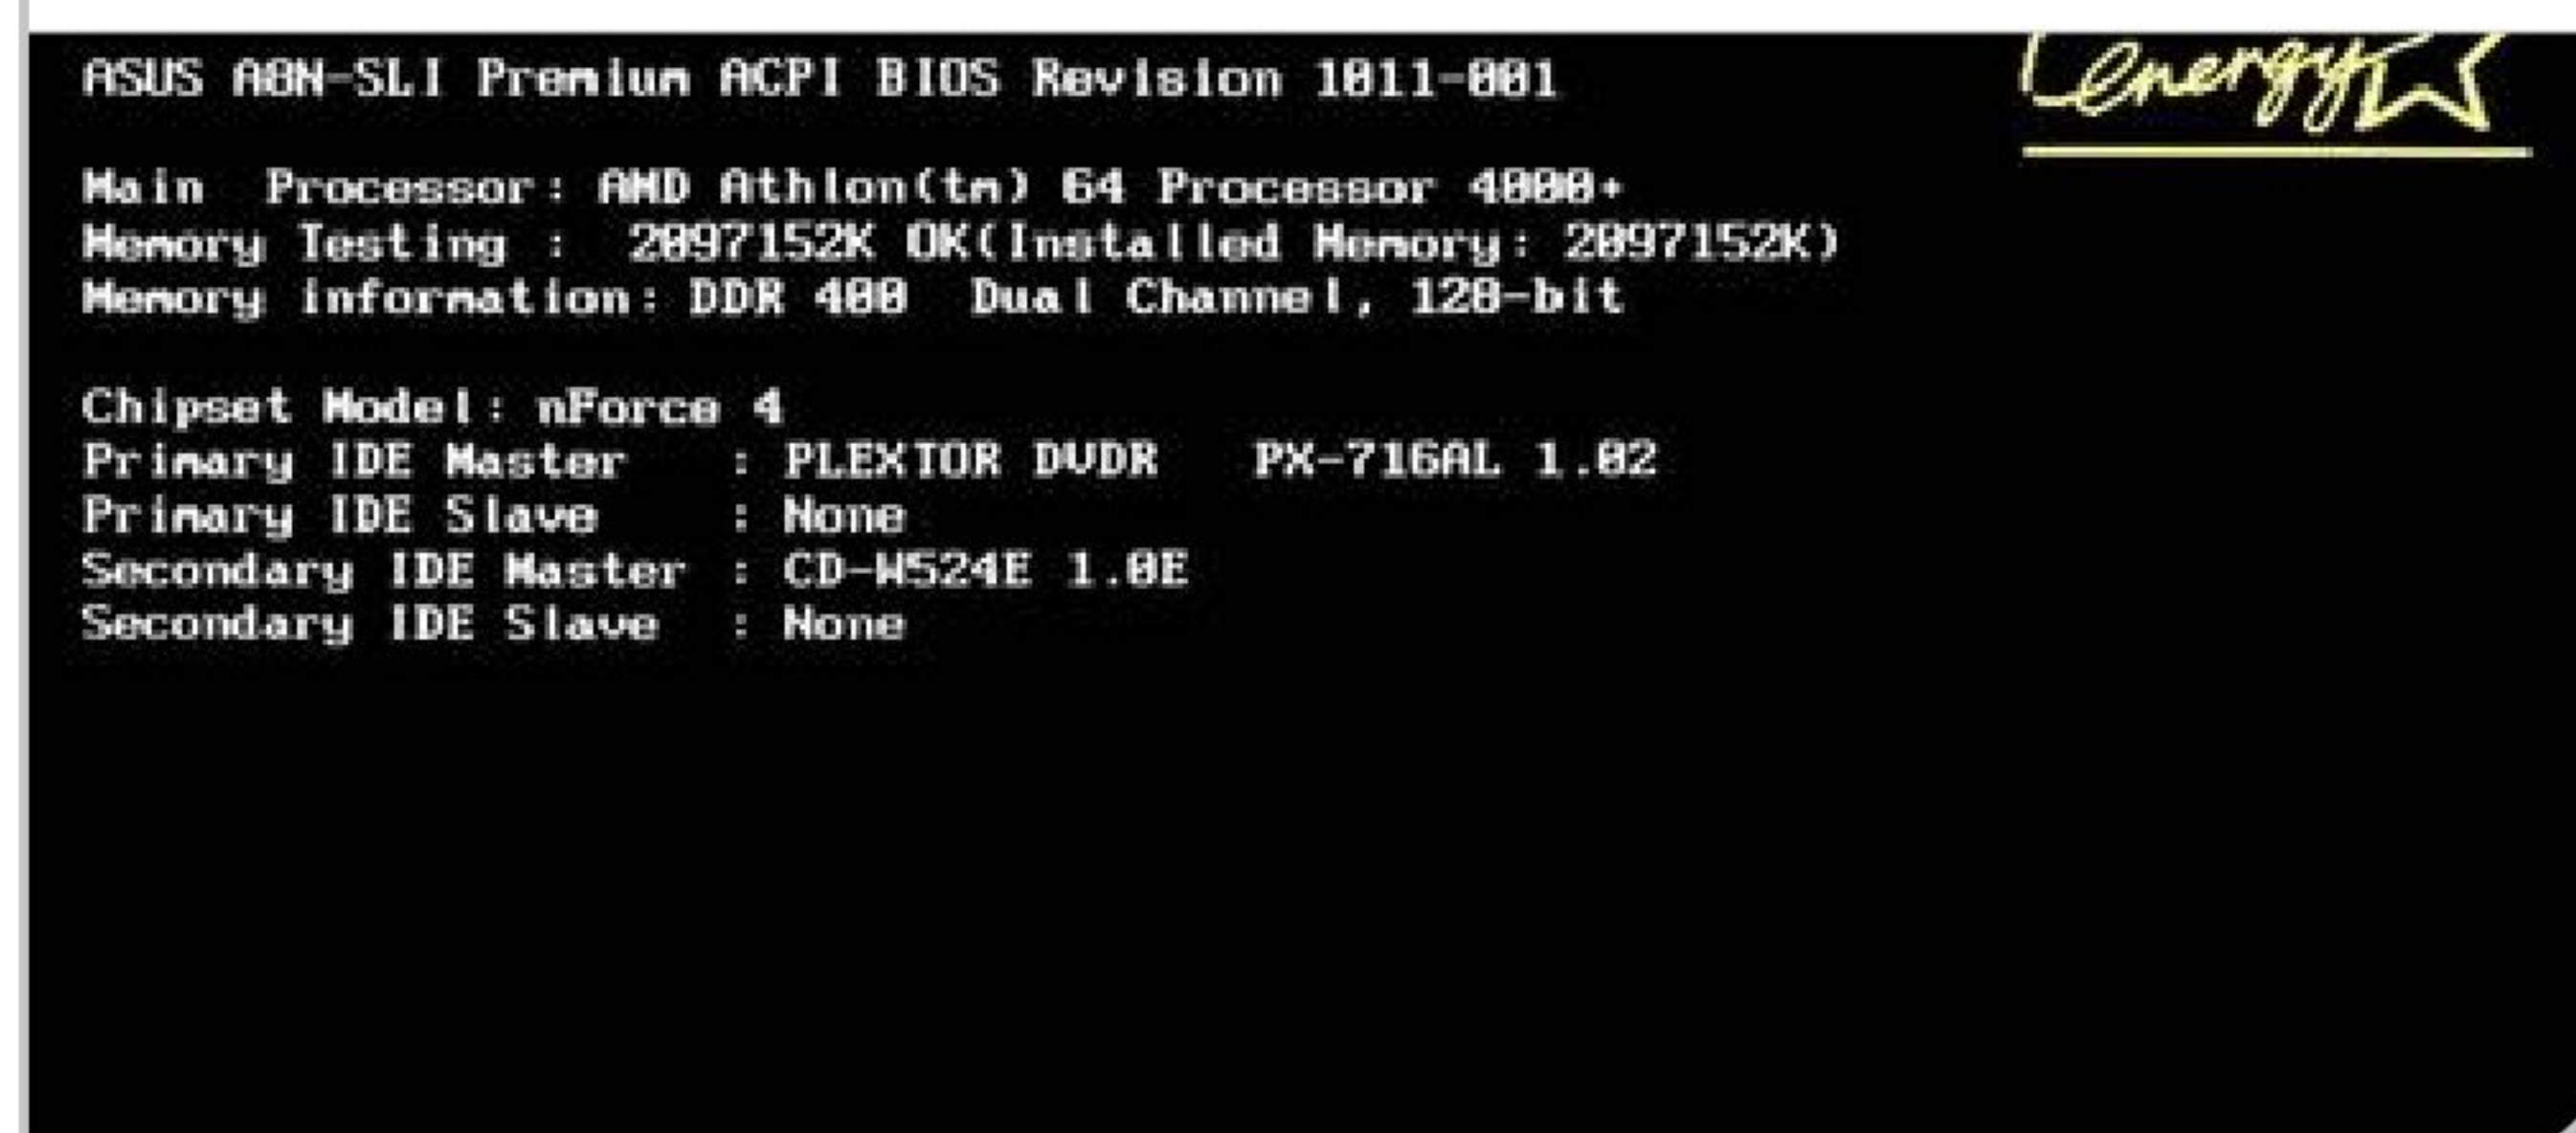 ASUS A8N-SLI Premium ACPI BIOS Revision 1011-001
energy
Main  Processor: AMD Athlon(tm) 64 Processor 4000+
Memory Testing :  2097152K OK(Installed Memory: 2097152K)
Memory information: DDR 400  Dual Channel, 128-bit
Chipset Model: nForce 4
Primary IDE Master   : PLEXTOR DVDR   PX-716AL 1.02
Primary IDE Slave    : None
Secondary IDE Master : CD-W524E 1.0E
Secondary IDE Slave  : None